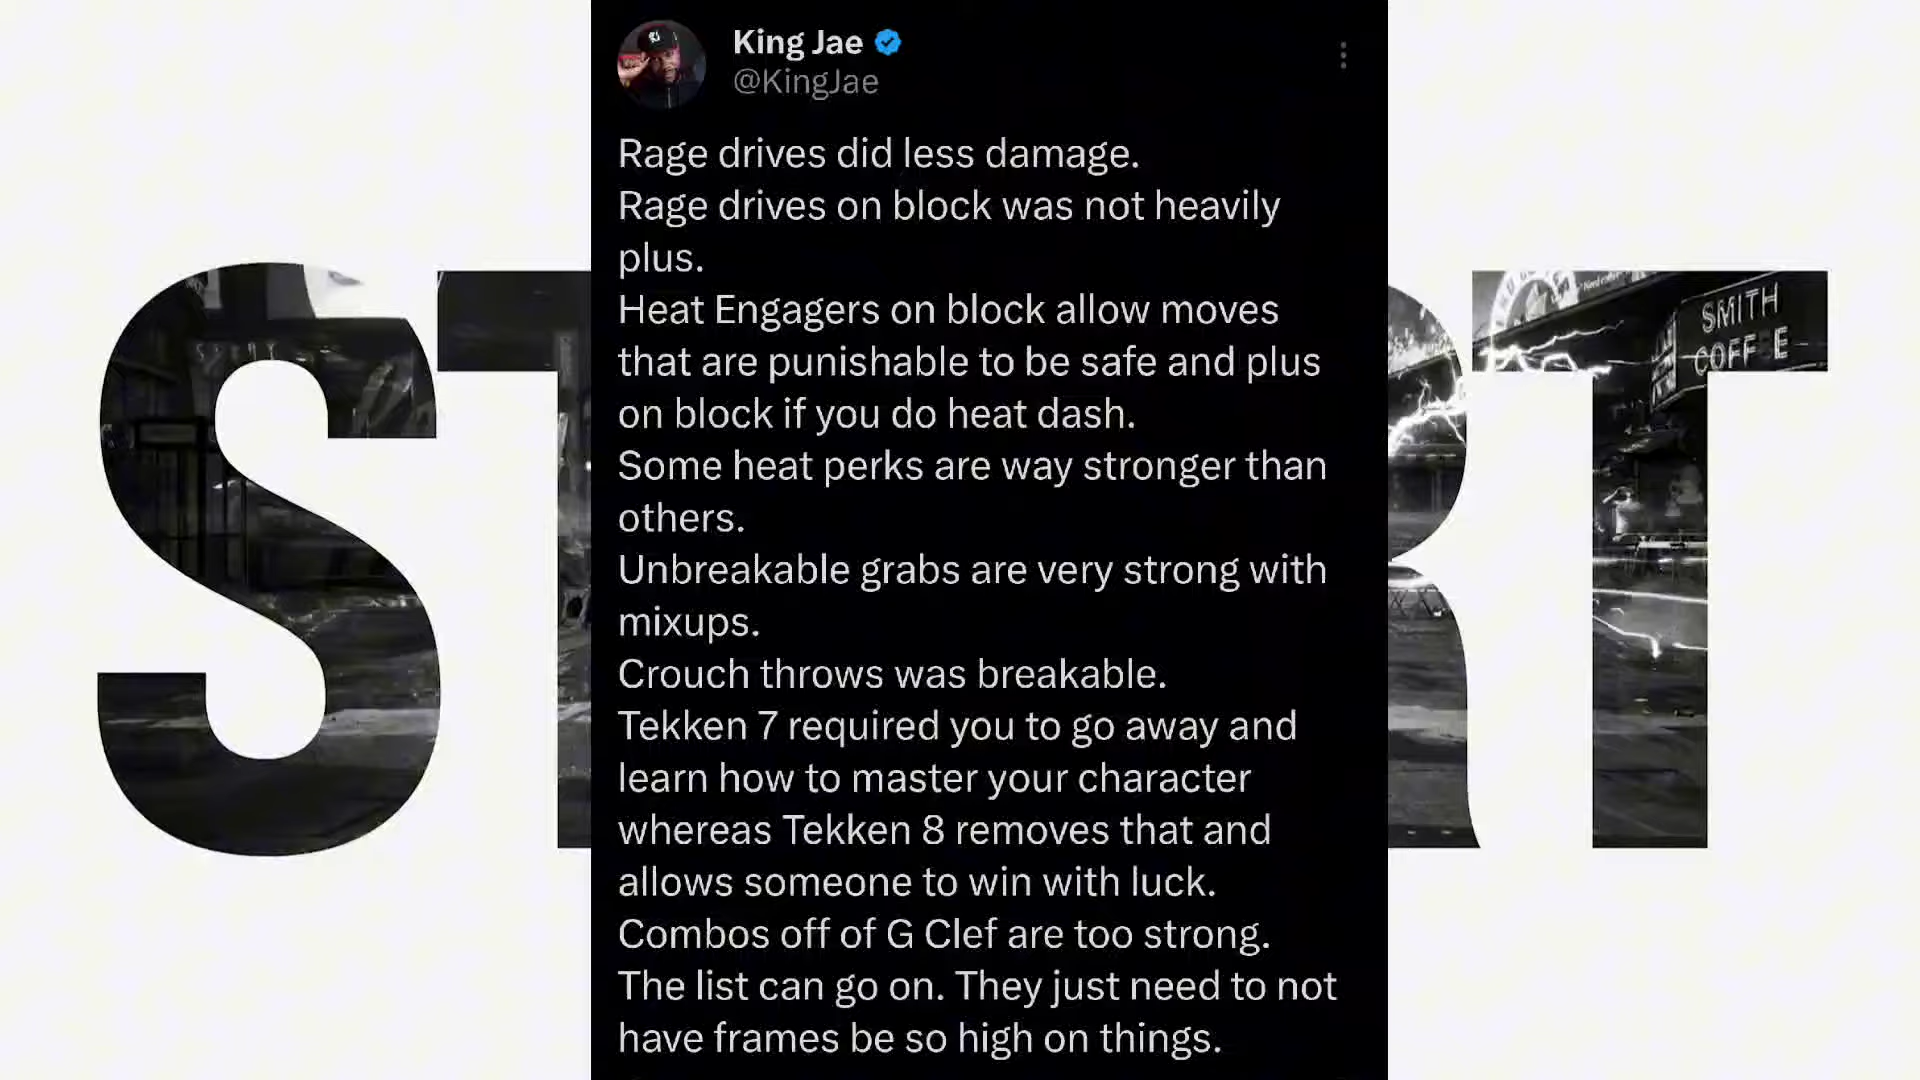 King Jae
@KingJae
Rage drives did less damage.
Rage drives on block was not heavily
plus.
Heat Engagers on block allow moves
that are punishable to be safe and plus
on block if you do heat dash.
Some heat perks are way stronger than
others.
Unbreakable grabs are very strong with
mixups.
Crouch throws was breakable.
Tekken 7 required you to go away and
learn how to master your character
whereas Tekken 8 removes that and
allows someone to win with luck.
Combos off of G Clef are too strong.
The list can go on. They just need to not
have frames be so high on things.
ST RT
SMITH
COFF E